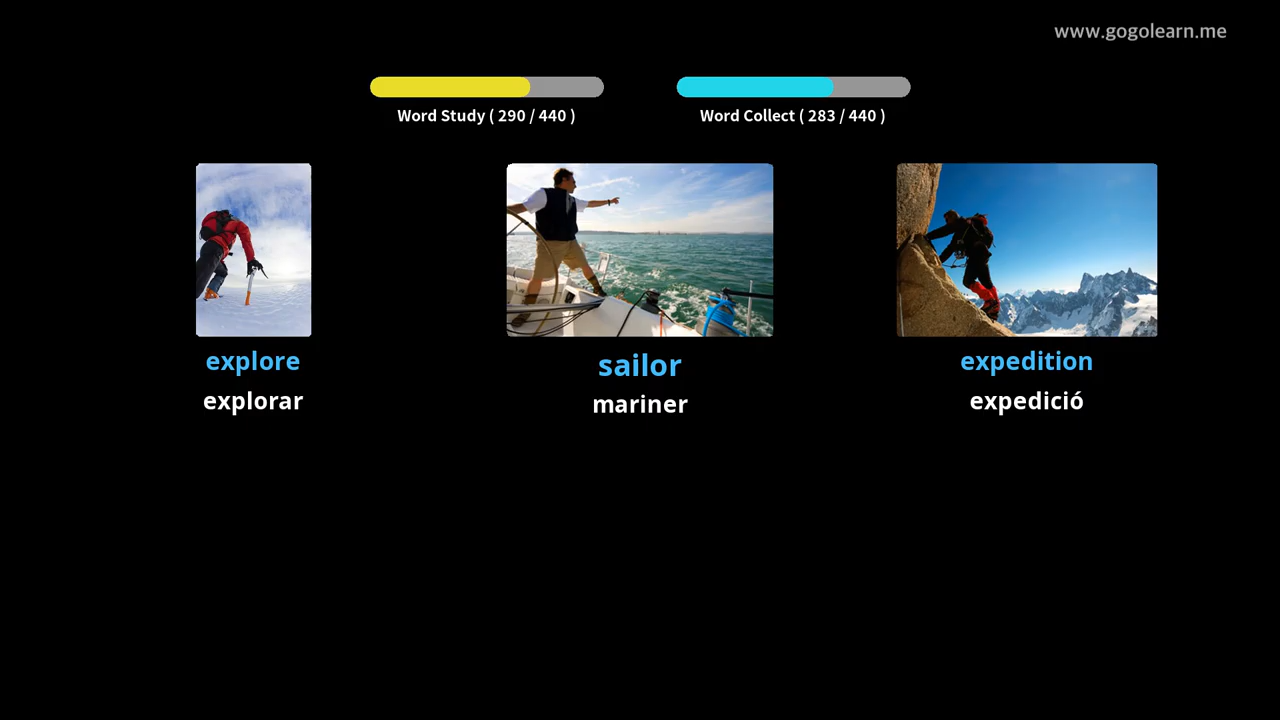 www.gogolearn.me
Word Study ( 290 / 440 )
Word Collect ( 283 / 440 )
explore
explorar
sailor
mariner
expedition
expedició